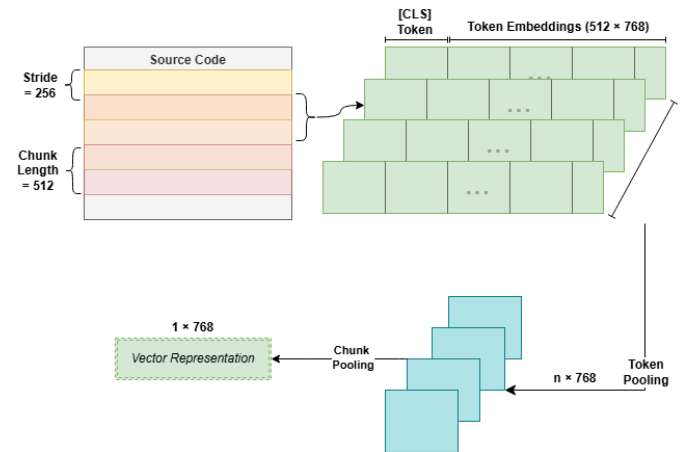 [CLS]
Token
Token Embeddings (512 × 768)
Source Code
Stride
= 256
Chunk
Length
= 512
1 × 768
Vector Representation
Chunk
Pooling
n × 768
Token
Pooling